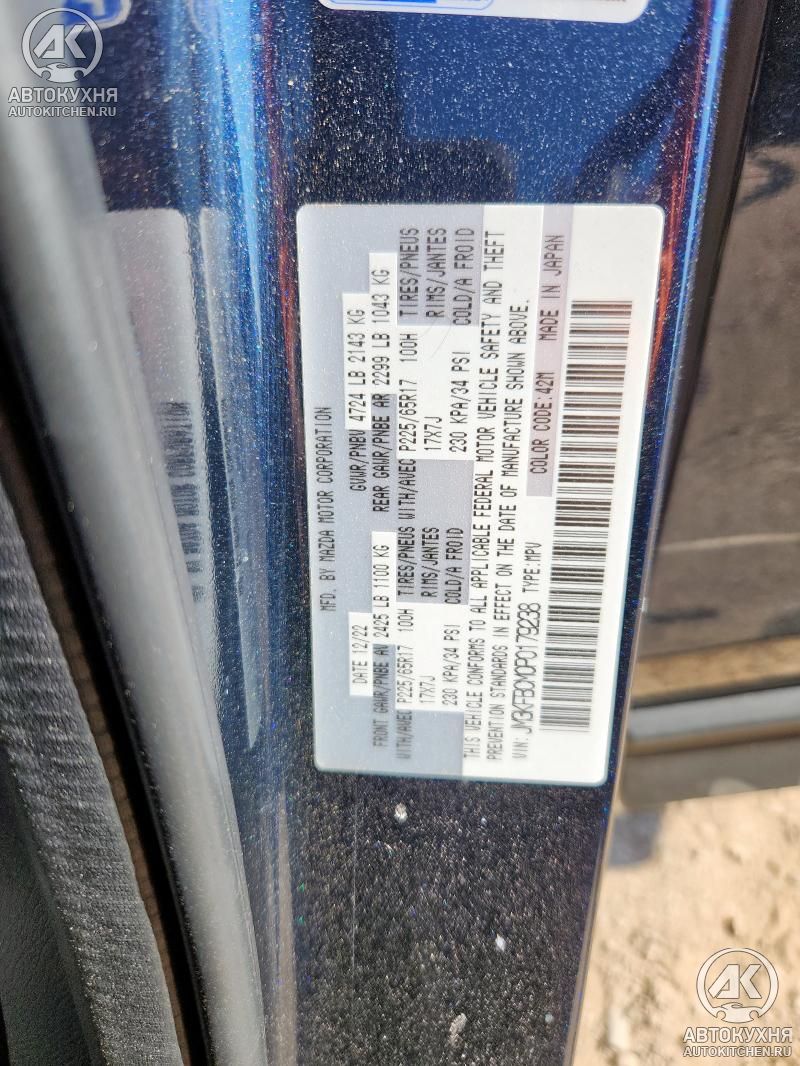 АК
АВТОКУХНЯ
AUTOKITCHEN.RU
MFD. BY MAZDA MOTOR CORPORATION
DATE 12/22 GVWR/PNBV 4724 LB 2143 KG
FRONT GAWR/PNBE AV 2425 LB 1100 KG REAR GAWR/PNBE AR 2299 LB 1043 KG
WITH/AVEC P225/65R17 100H TIRES/PNEUS WITH/AVEC P225/65R17 100H TIRES/PNEUS
17X7J RIMS/JANTES 17X7J RIMS/JANTES
230 KPA/34 PSI COLD/A FROID 230 KPA/34 PSI COLD/A FROID
THIS VEHICLE CONFORMS TO ALL APPLICABLE FEDERAL MOTOR VEHICLE SAFETY AND THEFT
PREVENTION STANDARDS IN EFFECT ON THE DATE OF MANUFACTURE SHOWN ABOVE.
VIN: JM3KFBCM0P0179238 TYPE: MPV COLOR CODE: 42M MADE IN JAPAN
АК
АВТОКУХНЯ
AUTOKITCHEN.RU